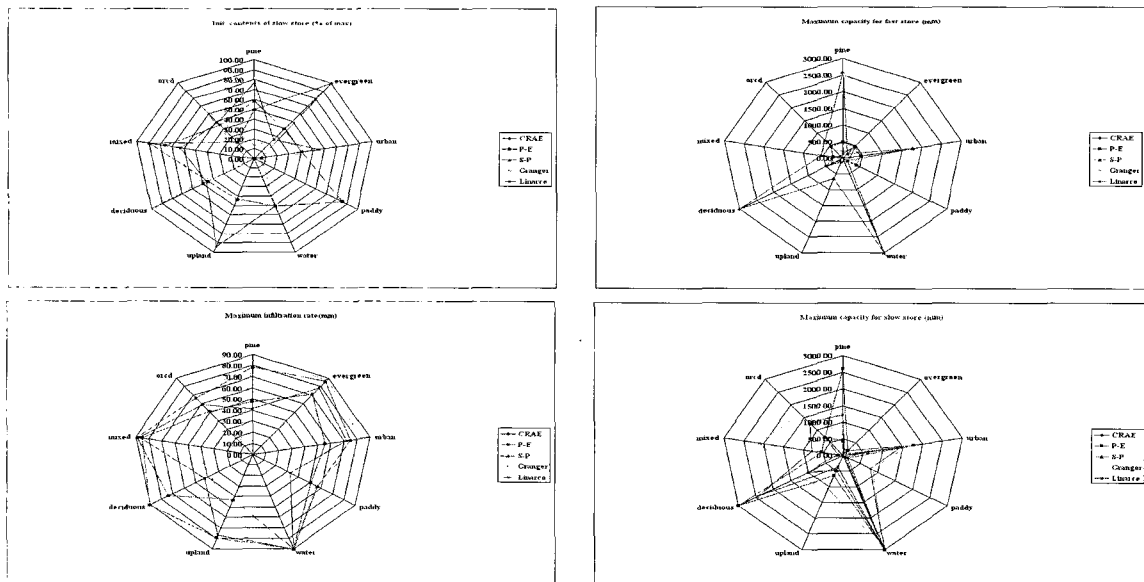 Init. contents of slow store (% of max)
pine
100.00
90.00
80.00
70.00
60.00
50.00
40.00
30.00
20.00
10.00
0.00
evergreen
urban
paddy
water
upland
deciduous
mixed
orcd
CRAE
P-E
S-P
Granger
Linarce
Maximum capacity for fast store (mm)
pine
3000.00
2500.00
2000.00
1500.00
1000.00
500.00
0.00
evergreen
urban
paddy
water
upland
deciduous
mixed
orcd
CRAE
P-E
S-P
Granger
Linarce
Maximum infiltration rate(mm)
pine
90.00
80.00
70.00
60.00
50.00
40.00
30.00
20.00
10.00
0.00
evergreen
urban
paddy
water
upland
deciduous
mixed
orcd
CRAE
P-E
S-P
Granger
Linarce
Maximum capacity for slow store (mm)
pine
3000.00
2500.00
2000.00
1500.00
1000.00
500.00
0.00
evergreen
urban
paddy
water
upland
deciduous
mixed
orcd
CRAE
P-E
S-P
Granger
Linarce